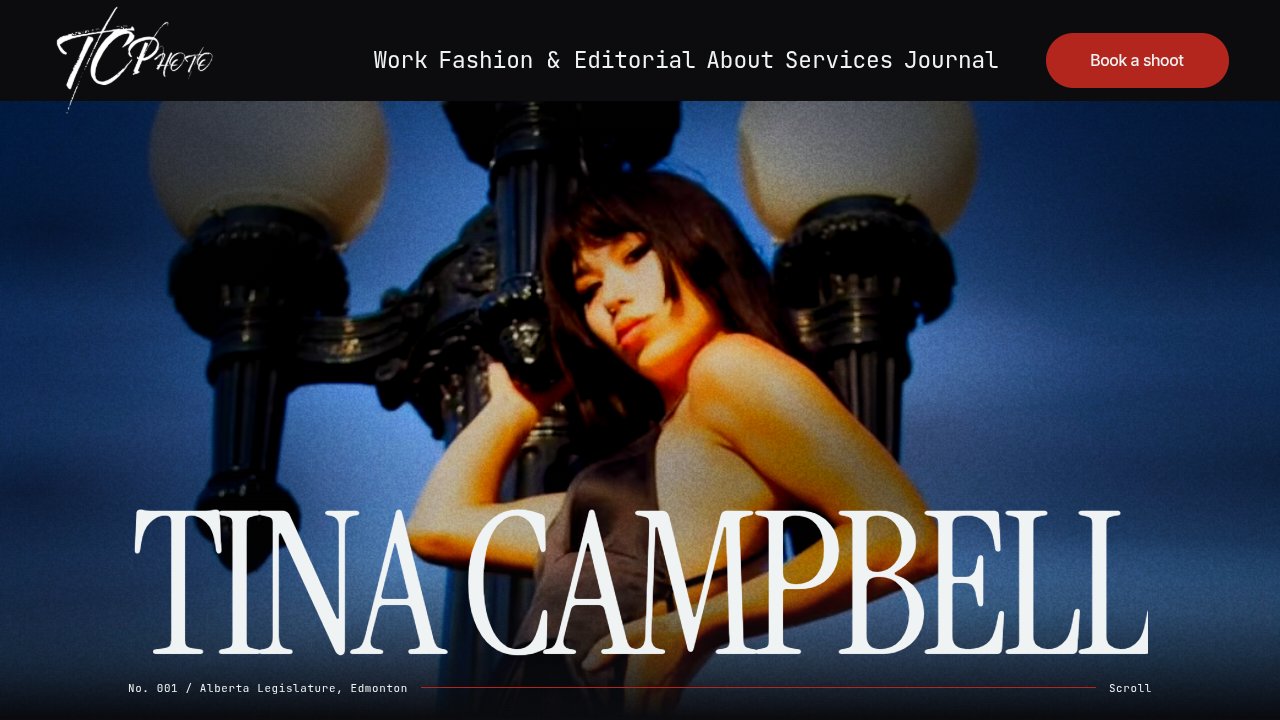 TCPHOTO
Work Fashion & Editorial About Services Journal
Book a shoot
TINA CAMPBELL
No. 001 / Alberta Legislature, Edmonton
Scroll